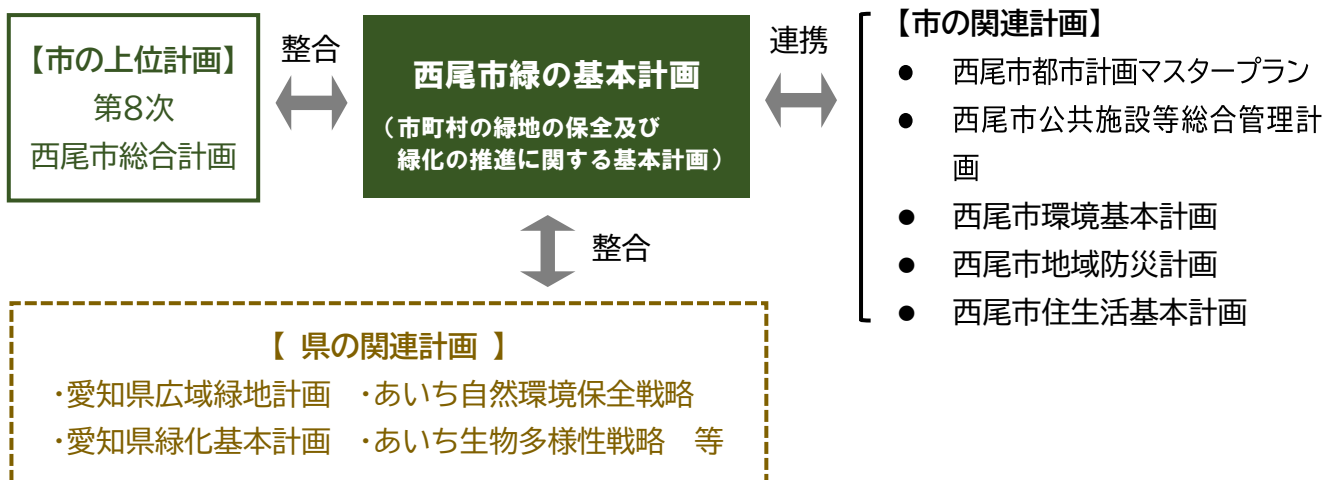 【市の上位計画】
第8次
西尾市総合計画
整合
西尾市緑の基本計画
（市町村の緑地の保全及び
緑化の推進に関する基本計画）
連携
【市の関連計画】
● 西尾市都市計画マスタープラン
● 西尾市公共施設等総合管理計
画
● 西尾市環境基本計画
● 西尾市地域防災計画
● 西尾市住生活基本計画
整合
【 県の関連計画 】
・愛知県広域緑地計画　・あいち自然環境保全戦略
・愛知県緑化基本計画　・あいち生物多様性戦略　等